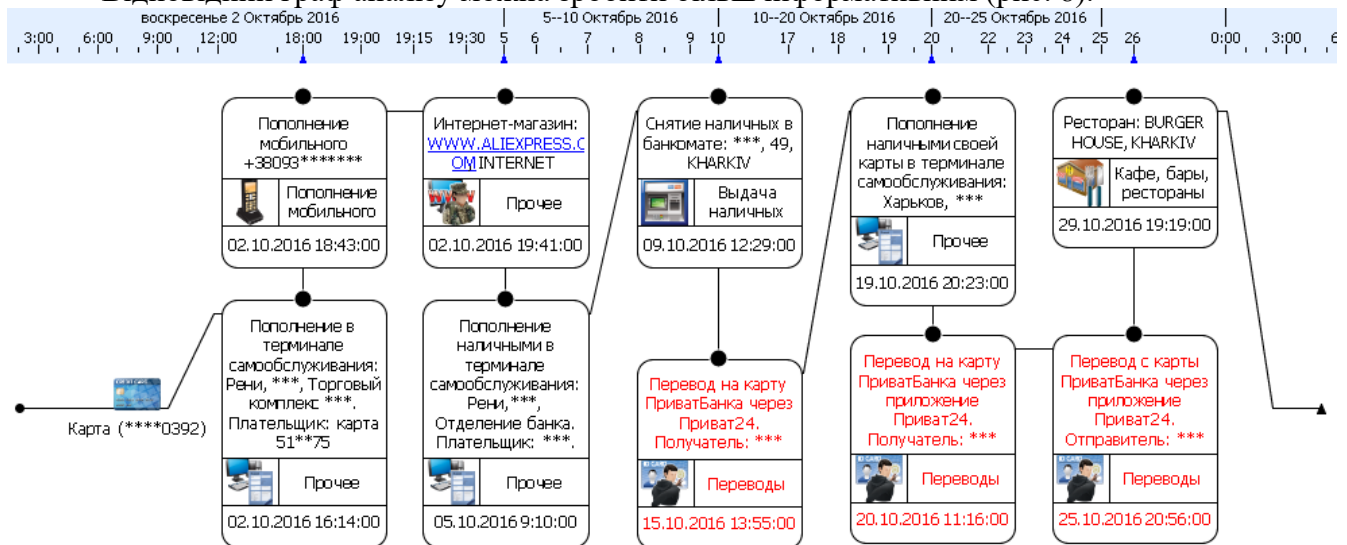 Відповідний граф аналізу можна зробити більш інформативним (рис. 6).
воскресенье 2 Октябрь 2016 5--10 Октябрь 2016 10--20 Октябрь 2016 20--25 Октябрь 2016
3:00 6:00 9:00 12:00 18:00 19:00 19:15 19:30 5 6 7 8 9 10 17 18 19 20 22 23 24 25 26 0:00 3:00 6
Пополнение
мобильного
+38093*******
Пополнение
мобильного
02.10.2016 18:43:00
Интернет-магазин:
WWW.ALIEXPRESS.C
OM INTERNET
Прочее
02.10.2016 19:41:00
Снятие наличных в
банкомате: ***, 49,
KHARKIV
Выдача
наличных
09.10.2016 12:29:00
Пополнение
наличными своей
карты в терминале
самообслуживания:
Харьков, ***
Прочее
19.10.2016 20:23:00
Ресторан: BURGER
HOUSE, KHARKIV
Кафе, бары,
рестораны
29.10.2016 19:19:00
Карта (****0392)
Пополнение в
терминале
самообслуживания:
Рени, ***, Торговый
комплекс ***.
Плательщик: карта
51**75
Прочее
02.10.2016 16:14:00
Пополнение
наличными в
терминале
самообслуживания:
Рени,***,
Отделение банка.
Плательщик: ***.
Прочее
05.10.2016 9:10:00
Перевод на карту
ПриватБанка через
Приват24.
Получатель: ***
Переводы
15.10.2016 13:55:00
Перевод на карту
ПриватБанка через
приложение
Приват24.
Получатель: ***
Переводы
20.10.2016 11:16:00
Перевод с карты
ПриватБанка через
приложение
Приват24.
Отправитель: ***
Переводы
25.10.2016 20:56:00